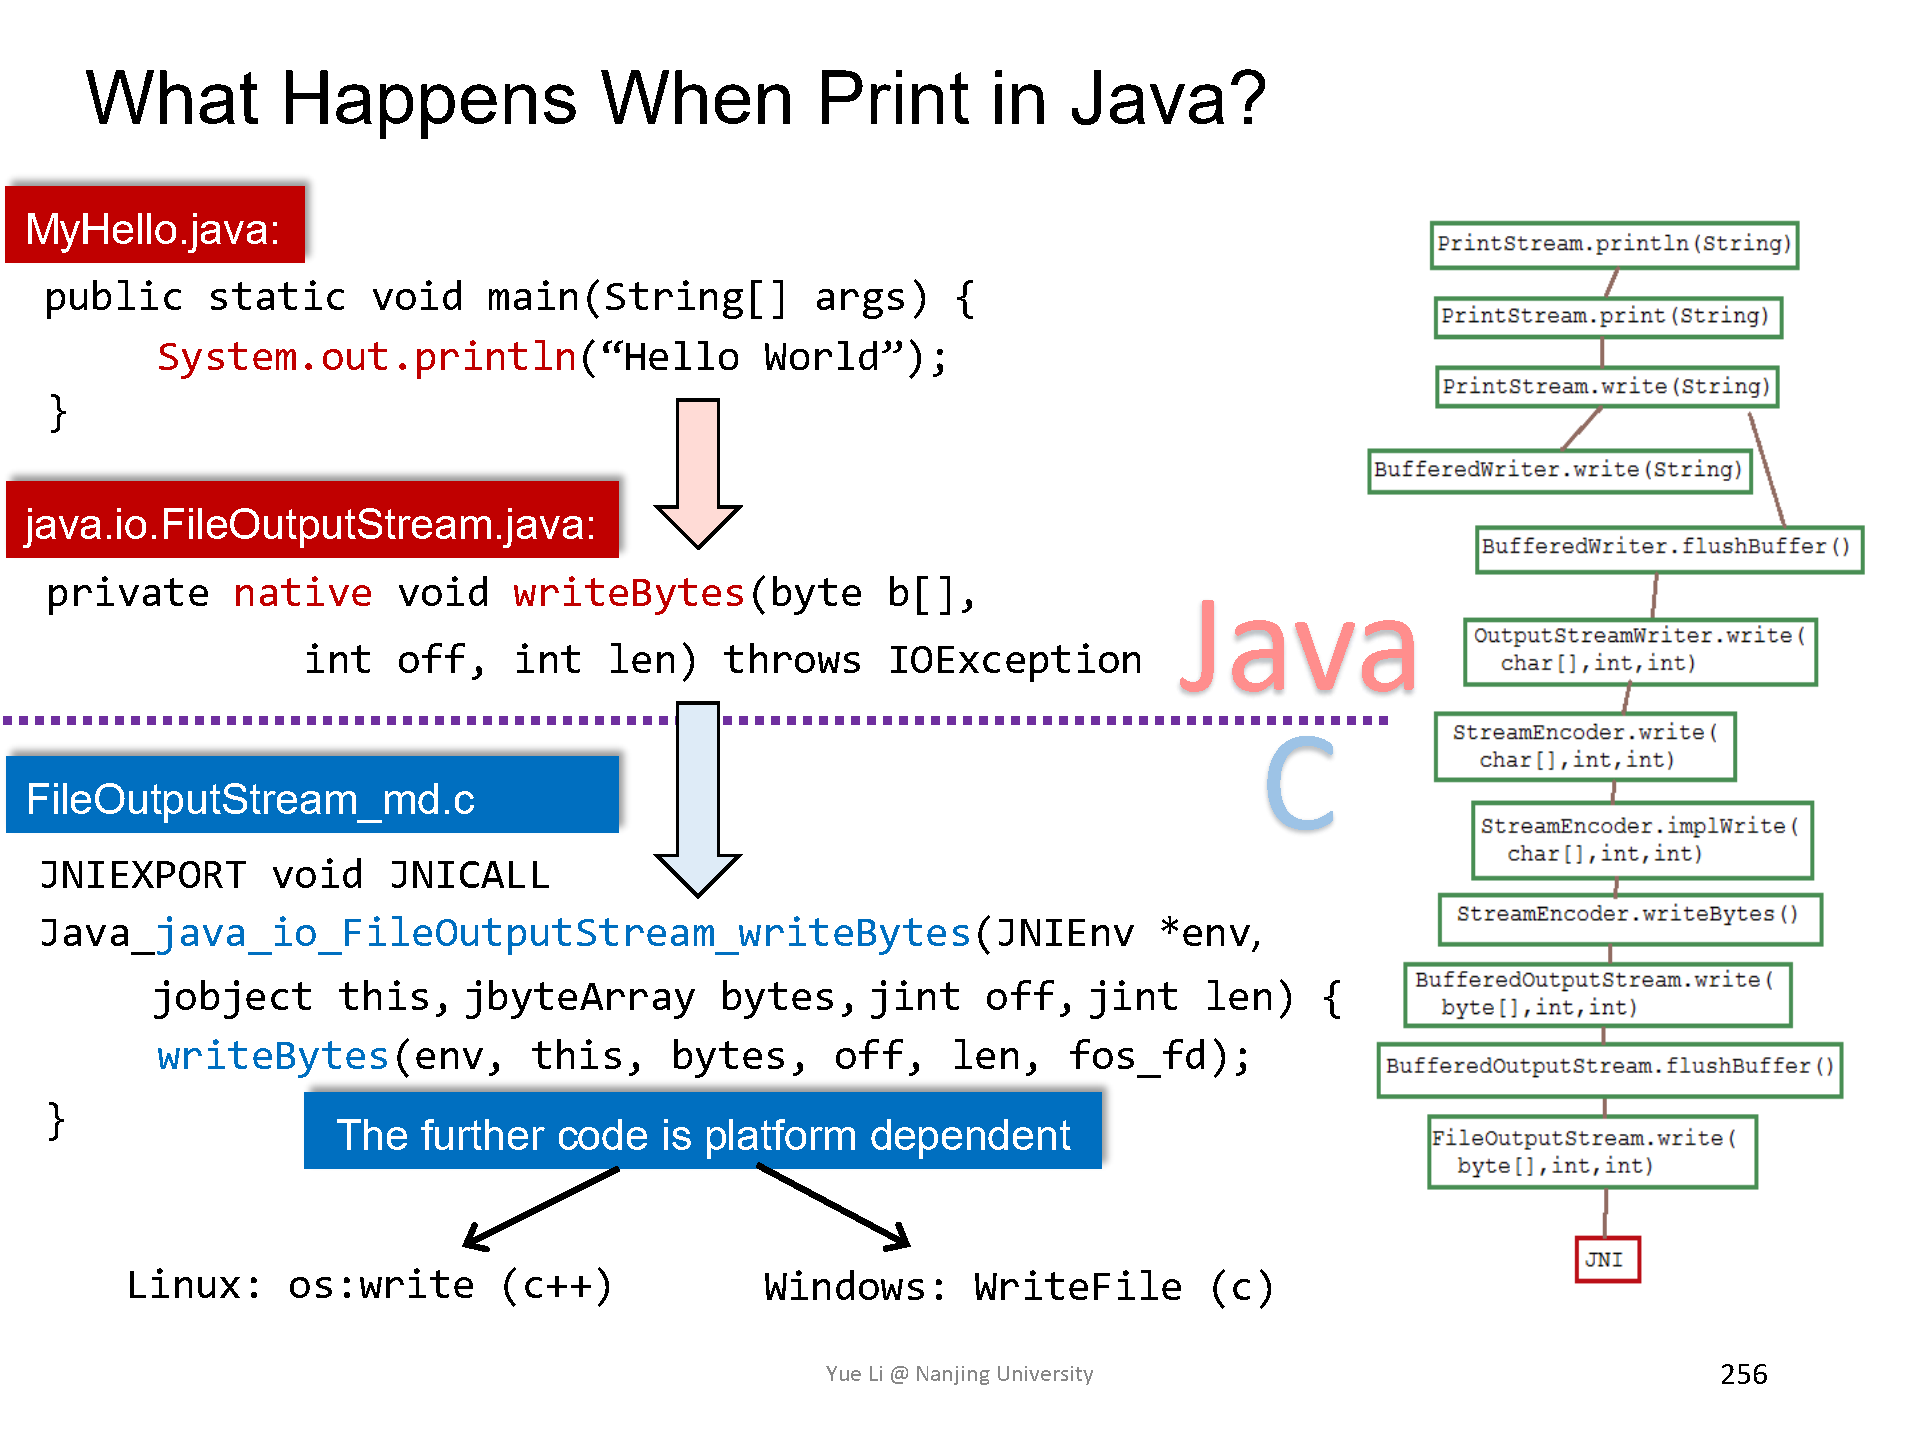 What Happens When Print in Java?
MyHello.java:
public static void main(String[] args) {
System.out.println(“Hello World”);
}
java.io.FileOutputStream.java:
private native void writeBytes(byte b[],
int off, int len) throws IOException
Java
C
FileOutputStream_md.c
JNIEXPORT void JNICALL
Java_java_io_FileOutputStream_writeBytes(JNIEnv *env,
jobject this, jbyteArray bytes, jint off, jint len) {
writeBytes(env, this, bytes, off, len, fos_fd);
}
The further code is platform dependent
Linux: os:write (c++)
Windows: WriteFile (c)
PrintStream.println(String)
PrintStream.print(String)
PrintStream.write(String)
BufferedWriter.write(String)
BufferedWriter.flushBuffer()
OutputStreamWriter.write(
char[],int,int)
StreamEncoder.write(
char[],int,int)
StreamEncoder.implWrite(
char[],int,int)
StreamEncoder.writeBytes()
BufferedOutputStream.write(
byte[],int,int)
BufferedOutputStream.flushBuffer()
FileOutputStream.write(
byte[],int,int)
JNI
Yue Li @ Nanjing University
256